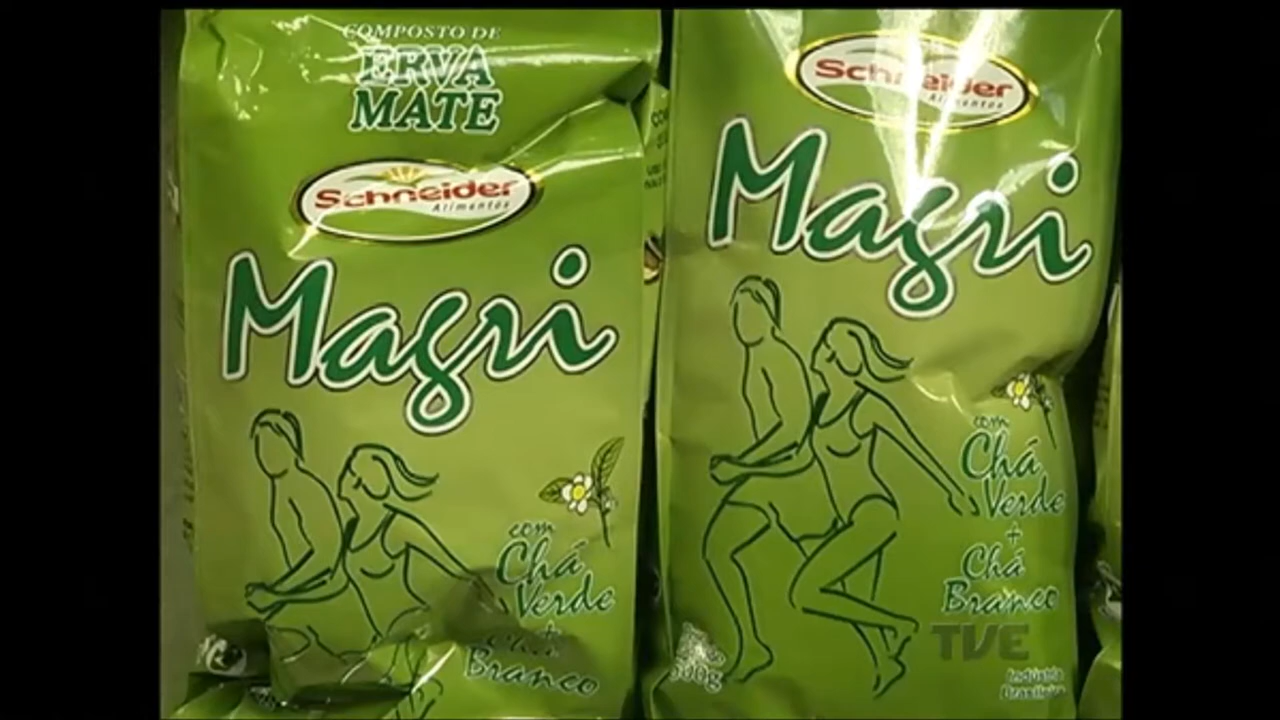 COMPOSTO DE
ERVA
MATE
Schneider
Alimentos
Magri
com
Chá
Verde
+
Chá
Branco
Schneider
Alimentos
Magri
com
Chá
Verde
+
Chá
Branco
TVE
Indústria
Brasileira